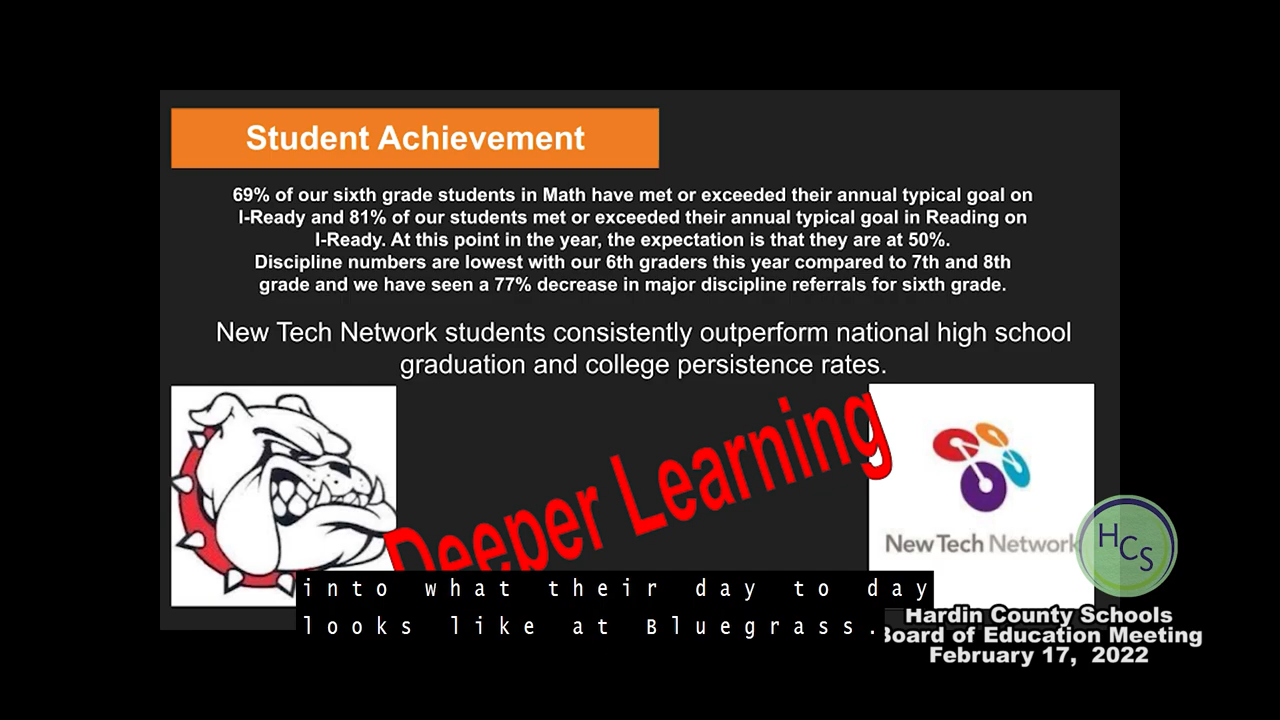 Student Achievement
69% of our sixth grade students in Math have met or exceeded their annual typical goal on
I-Ready and 81% of our students met or exceeded their annual typical goal in Reading on
I-Ready. At this point in the year, the expectation is that they are at 50%.
Discipline numbers are lowest with our 6th graders this year compared to 7th and 8th
grade and we have seen a 77% decrease in major discipline referrals for sixth grade.
New Tech Network students consistently outperform national high school
graduation and college persistence rates.
Deeper Learning
New Tech Network
HCS
into what their day to day
looks like at Bluegrass.
Hardin County Schools
Board of Education Meeting
February 17, 2022